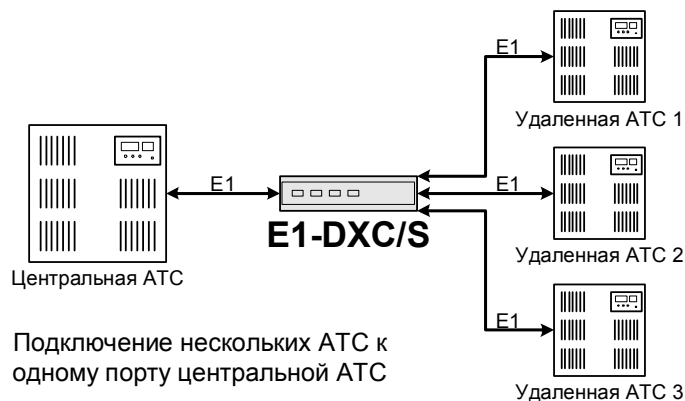 E1
Удаленная АТС 1
E1
Центральная АТС
E1-DXC/S
E1
Удаленная АТС 2
E1
Удаленная АТС 3
Подключение нескольких АТС к
одному порту центральной АТС